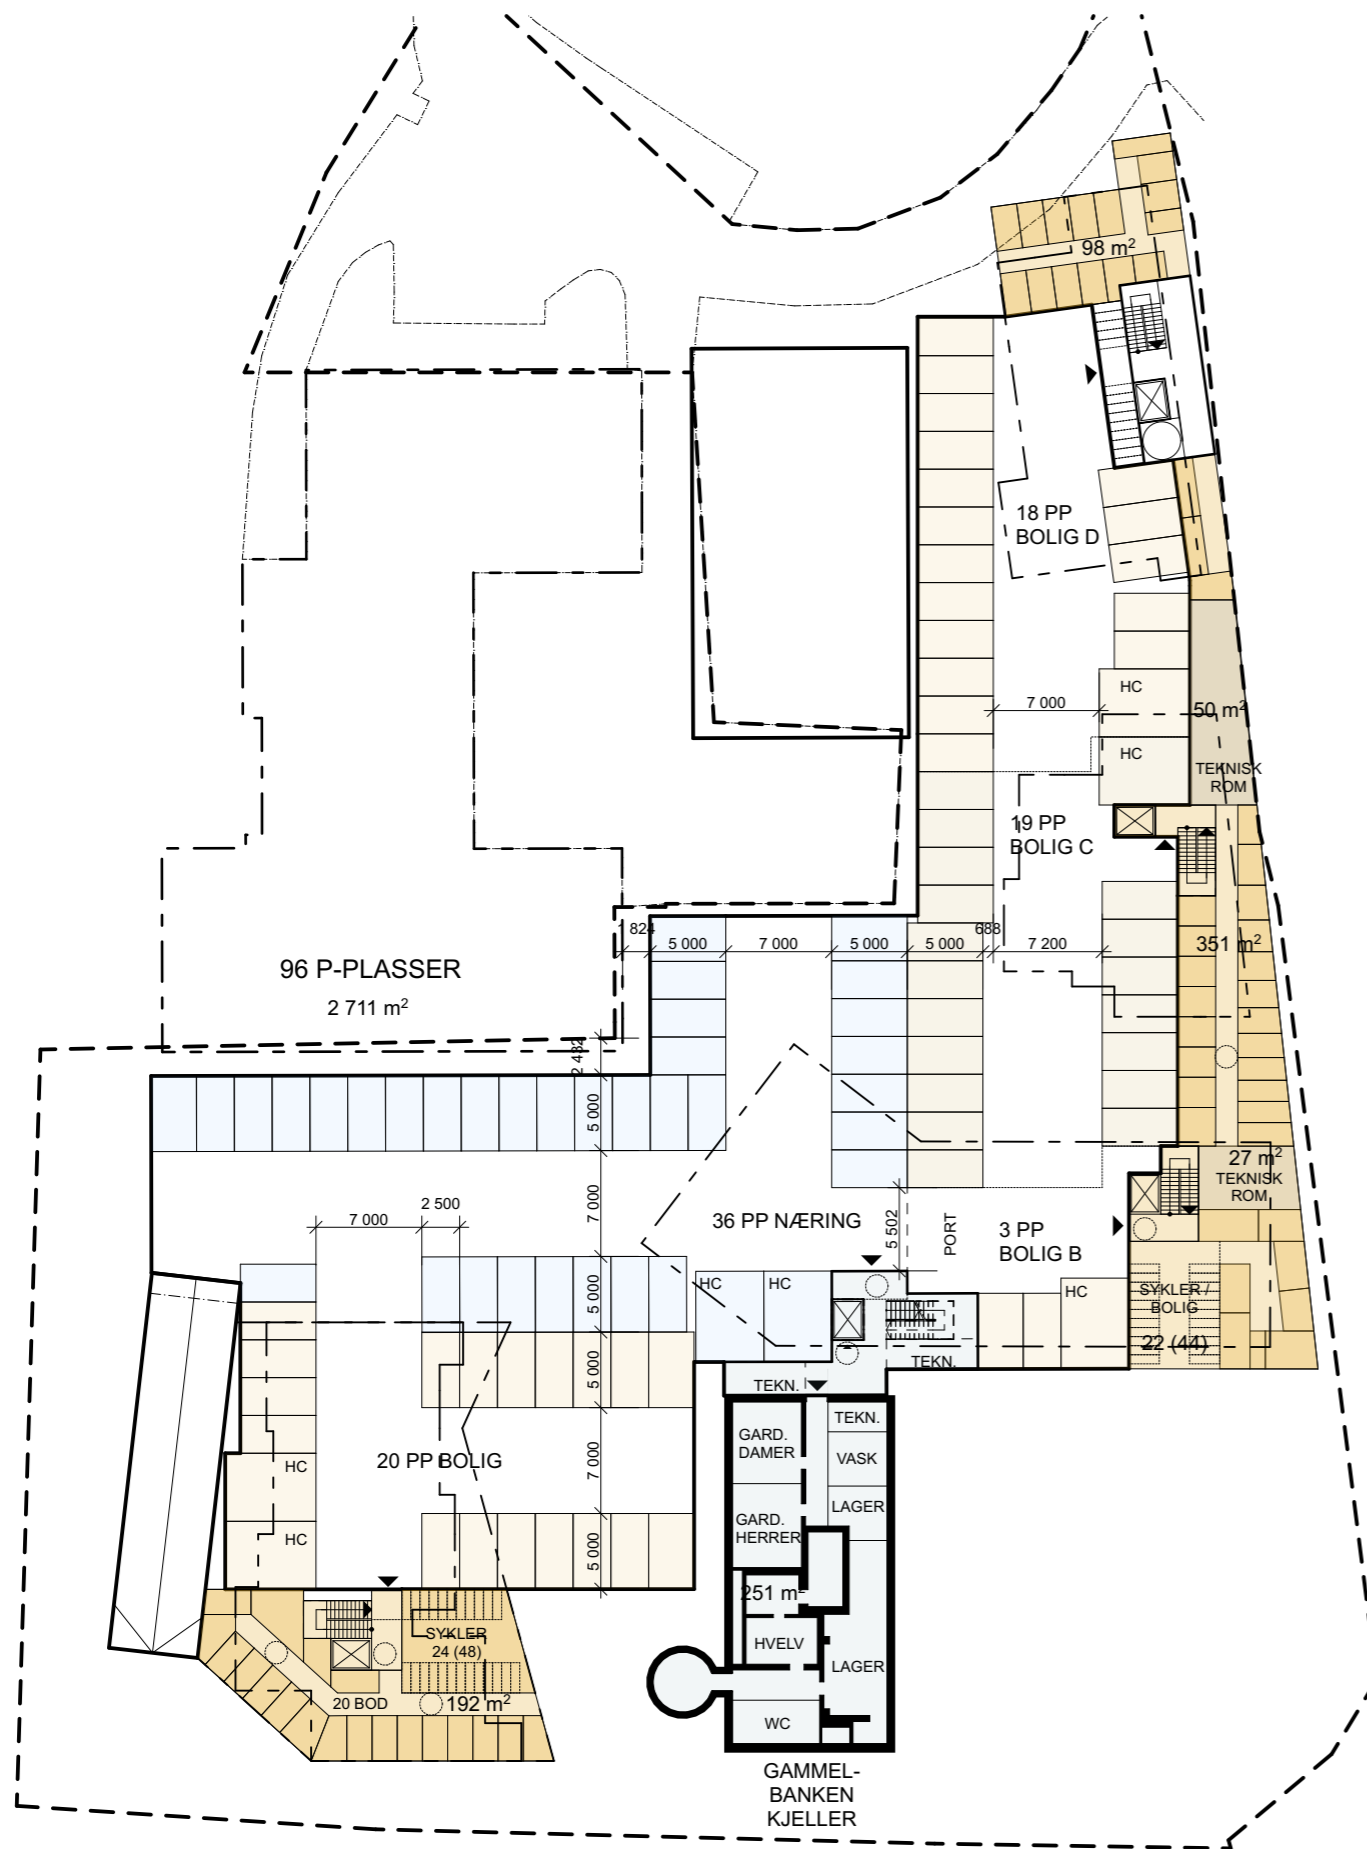 98 m²
18 PP
BOLIG D
HC
7 000
50 m²
HC
TEKNISK
ROM
19 PP
BOLIG C
1 824
5 000
7 000
5 000
5 000
688
7 200
351 m²
96 P-PLASSER
2 711 m²
2 482
5 000
7 000
27 m²
TEKNISK
ROM
7 000
2 500
36 PP NÆRING
5 502
PORT
3 PP
BOLIG B
HC
HC
HC
SYKLER /
BOLIG
22 (44)
5 000
5 000
TEKN.
TEKN.
7 000
5 000
20 PP BOLIG
HC
HC
GARD.
DAMER
TEKN.
VASK
LAGER
GARD.
HERRER
251 m²
HVELV
LAGER
WC
SYKLER
24 (48)
20 BOD
192 m²
GAMMEL-
BANKEN
KJELLER